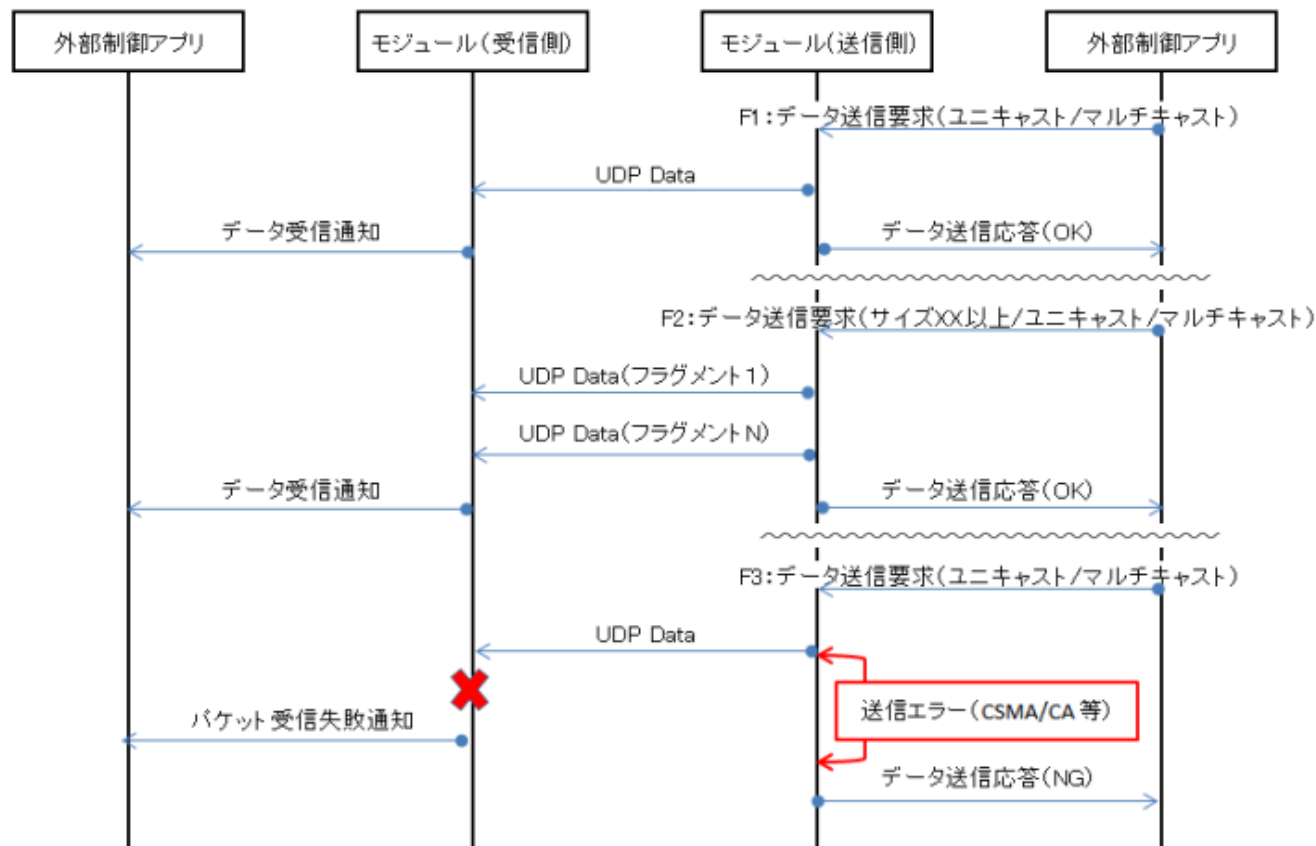 外部制御アプリ
モジュール(受信側)
モジュール(送信側)
外部制御アプリ
F1:データ送信要求(ユニキャスト/マルチキャスト)
UDP Data
データ受信通知
データ送信応答(OK)
F2:データ送信要求(サイズXX以上/ユニキャスト/マルチキャスト)
UDP Data(フラグメント1)
UDP Data(フラグメントN)
データ受信通知
データ送信応答(OK)
F3:データ送信要求(ユニキャスト/マルチキャスト)
UDP Data
送信エラー(CSMA/CA 等)
パケット受信失敗通知
データ送信応答(NG)